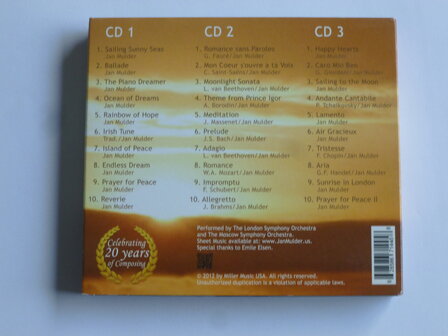 CD 1
1. Sailing Sunny Seas
Jan Mulder
2. Ballade
Jan Mulder
3. The Piano Dreamer
Jan Mulder
4. Ocean of Dreams
Jan Mulder
5. Rainbow of Hope
Jan Mulder
6. Irish Tune
Trad./Jan Mulder
7. Island of Peace
Jan Mulder
8. Endless Dream
Jan Mulder
9. Prayer for Peace
Jan Mulder
10. Reverie
Jan Mulder
CD 2
1. Romance sans Paroles
G. Fauré/Jan Mulder
2. Mon Coeur s'ouvre à ta Voix
C. Saint-Saëns/Jan Mulder
3. Moonlight Sonata
L. van Beethoven/Jan Mulder
4. Theme from Prince Igor
A. Borodin/Jan Mulder
5. Meditation
J. Massenet/Jan Mulder
6. Prelude
J.S. Bach/Jan Mulder
7. Adagio
L. van Beethoven/Jan Mulder
8. Romance
W.A. Mozart/Jan Mulder
9. Impromptu
F. Schubert/Jan Mulder
10. Allegretto
J. Brahms/Jan Mulder
CD 3
1. Happy Hearts
Jan Mulder
2. Caro Mio Ben
G. Giordani/Jan Mulder
3. Sailing to the Moon
Jan Mulder
4. Andante Cantabile
P. Tchaikovsky/Jan Mulder
5. Lamento
Jan Mulder
6. Air Gracieux
Jan Mulder
7. Tristesse
F. Chopin/Jan Mulder
8. Aria
G.F. Handel/Jan Mulder
9. Sunrise in London
Jan Mulder
10. Prayer for Peace II
Jan Mulder
Celebrating
20 years
of Composing
Performed by The London Symphony Orchestra
and The Moscow Symphony Orchestra.
Sheet Music available at: www.JanMulder.us.
Special thanks to Emile Elsen.
© 2012 by Miller Music USA. All rights reserved.
Unauthorized duplication is a violation of applicable laws.